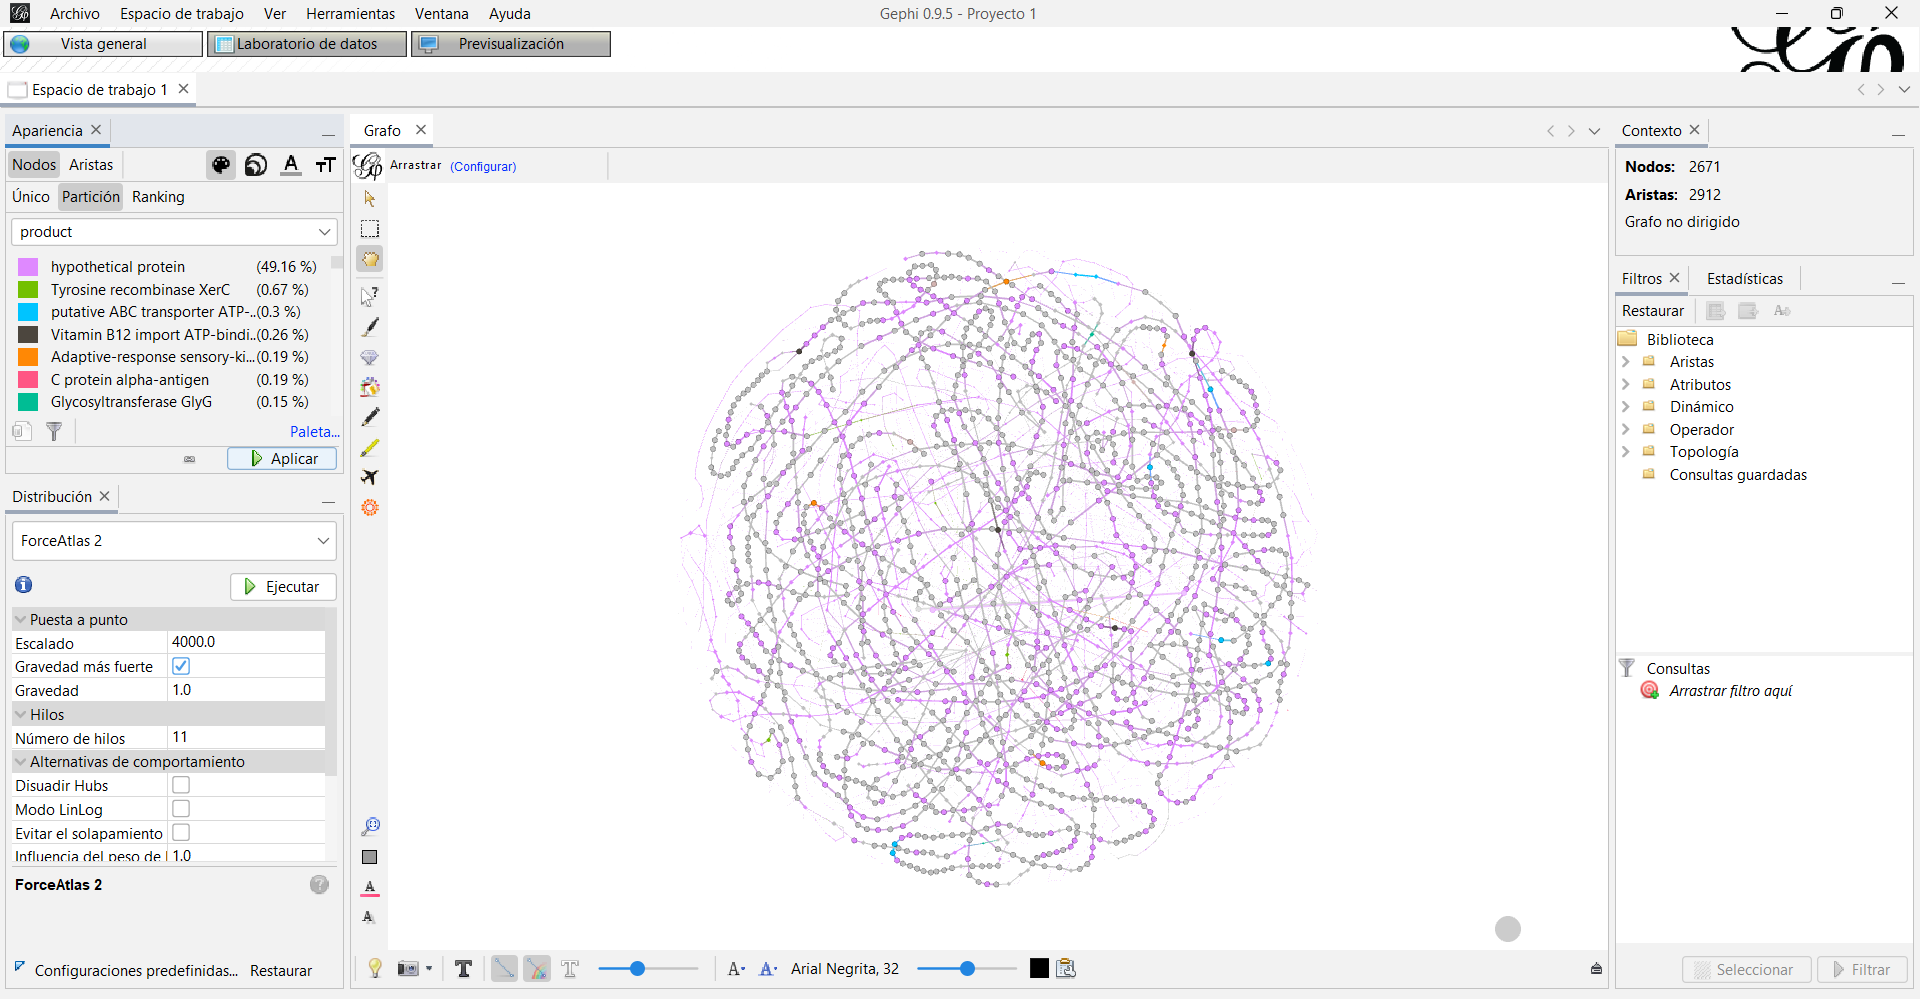 Archivo Espacio de trabajo Ver Herramientas Ventana Ayuda Gephi 0.9.5 - Proyecto 1
Vista general Laboratorio de datos Previsualización
Espacio de trabajo 1
Apariencia
Nodos Aristas
Único Partición Ranking
product
hypothetical protein (49.16 %)
Tyrosine recombinase XerC (0.67 %)
putative ABC transporter ATP-..(0.3 %)
Vitamin B12 import ATP-bindi..(0.26 %)
Adaptive-response sensory-ki..(0.19 %)
C protein alpha-antigen (0.19 %)
Glycosyltransferase GlyG (0.15 %)
Paleta...
Aplicar
Distribución
ForceAtlas 2
Ejecutar
Puesta a punto
Escalado 4000.0
Gravedad más fuerte
Gravedad 1.0
Hilos
Número de hilos 11
Alternativas de comportamiento
Disuadir Hubs
Modo LinLog
Evitar el solapamiento
Influencia del peso de 1.0
ForceAtlas 2
Configuraciones predefinidas... Restaurar
Grafo
Arrastrar (Configurar)
Arial Negrita, 32
Contexto
Nodos: 2671
Aristas: 2912
Grafo no dirigido
Filtros Estadísticas
Restaurar
Biblioteca
Aristas
Atributos
Dinámico
Operador
Topología
Consultas guardadas
Consultas
Arrastrar filtro aquí
Seleccionar Filtrar